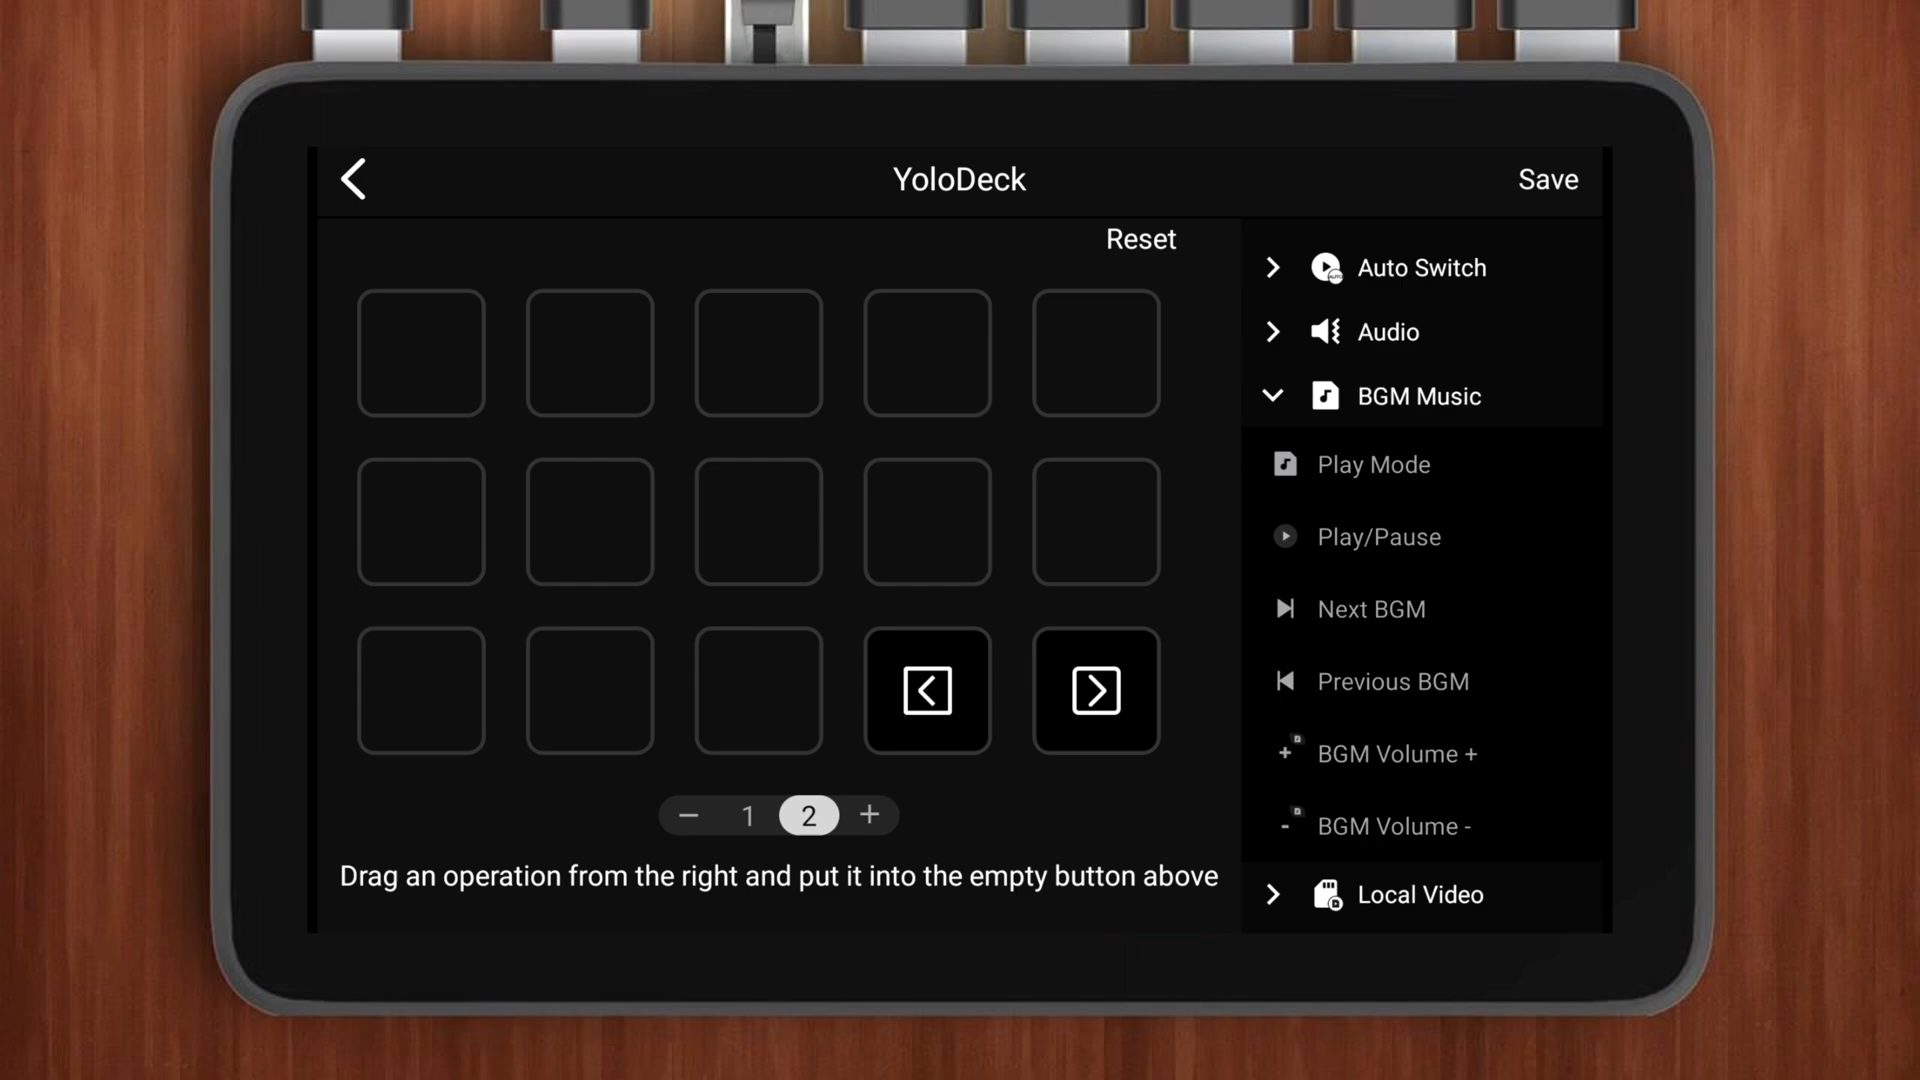 YoloDeck
Save
Reset
Auto Switch
Audio
BGM Music
Play Mode
Play/Pause
Next BGM
Previous BGM
BGM Volume +
BGM Volume -
Local Video
− 1 2 +
Drag an operation from the right and put it into the empty button above